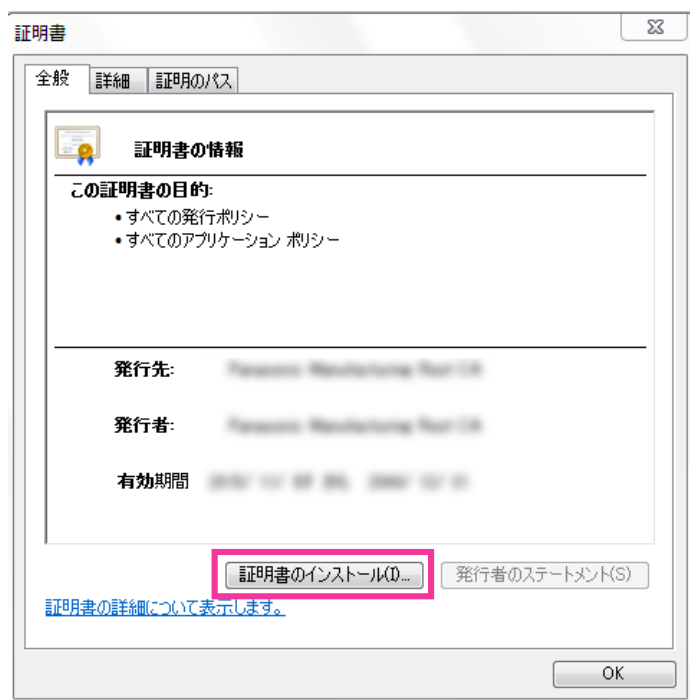 証明書
全般 詳細 証明のパス
証明書の情報
この証明書の目的:
• すべての発行ポリシー
• すべてのアプリケーション ポリシー
発行先:
発行者:
有効期間
証明書のインストール(I)... 発行者のステートメント(S)
証明書の詳細について表示します。
OK